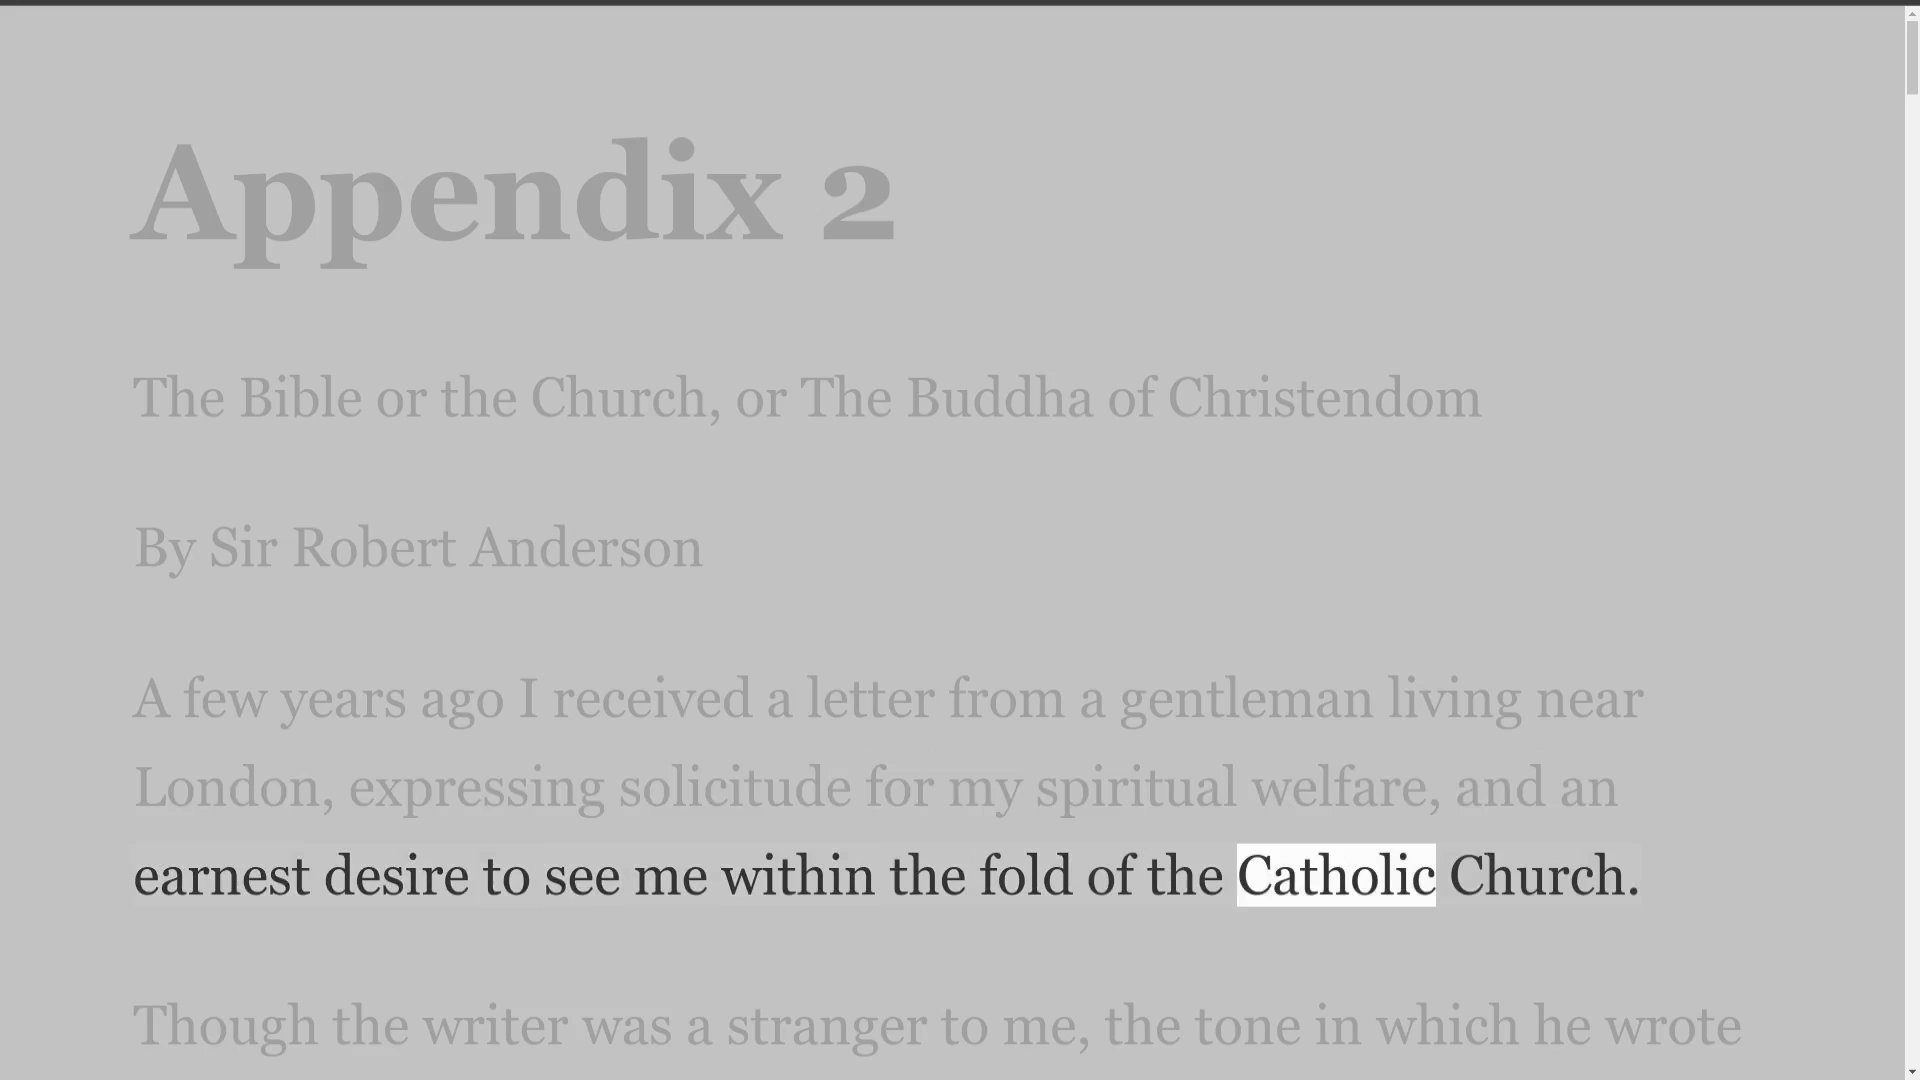 Appendix 2
The Bible or the Church, or The Buddha of Christendom
By Sir Robert Anderson
A few years ago I received a letter from a gentleman living near
London, expressing solicitude for my spiritual welfare, and an
earnest desire to see me within the fold of the Catholic Church.
Though the writer was a stranger to me, the tone in which he wrote